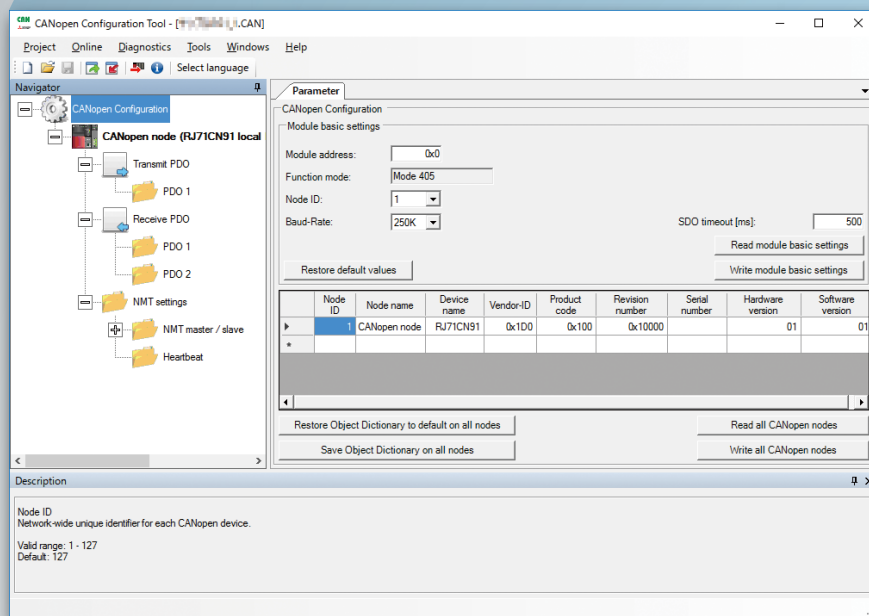 CANopen Configuration Tool - [ .CAN]
Project Online Diagnostics Tools Windows Help
Select language
Navigator
CANopen Configuration
CANopen node (RJ71CN91 local
Transmit PDO
PDO 1
Receive PDO
PDO 1
PDO 2
NMT settings
NMT master / slave
Heartbeat
Parameter
CANopen Configuration
Module basic settings
Module address: 0x0
Function mode: Mode 405
Node ID: 1
Baud-Rate: 250K SDO timeout [ms]: 500
Read module basic settings
Restore default values Write module basic settings
Node ID Node name Device name Vendor-ID Product code Revision number Serial number Hardware version Software version
1 CANopen node RJ71CN91 0x1D0 0x100 0x10000 01 01
*
Restore Object Dictionary to default on all nodes Read all CANopen nodes
Save Object Dictionary on all nodes Write all CANopen nodes
Description
Node ID
Network-wide unique identifier for each CANopen device.
Valid range: 1 - 127
Default: 127